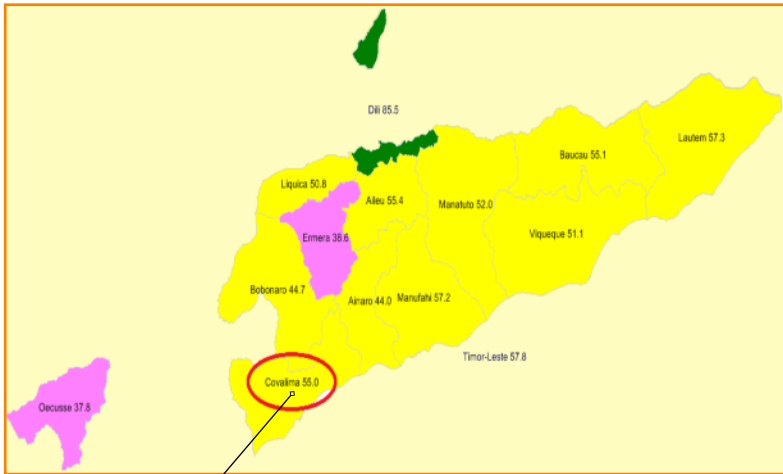 Dili 85.5
Lautem 57.3
Baucau 55.1
Liquica 50.8
Aileu 55.4
Manatuto 52.0
Ermera 38.6
Viqueque 51.1
Bobonaro 44.7
Ainaro 44.0
Manufahi 57.2
Timor-Leste 57.8
Covalima 55.0
Oecusse 37.8